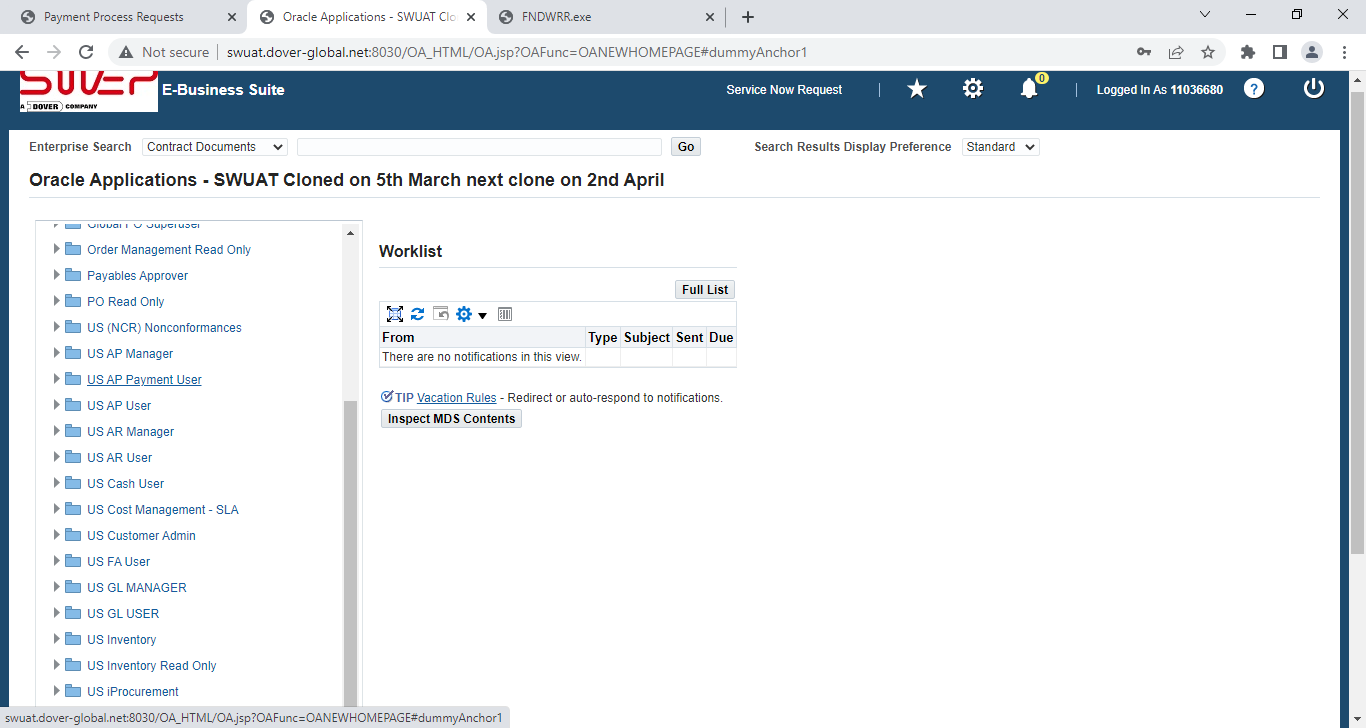 Payment Process Requests
Oracle Applications - SWUAT Clo
FNDWRR.exe
Not secure
swuat.dover-global.net:8030/OA_HTML/OA.jsp?OAFunc=OANEWHOMEPAGE#dummyAnchor1
SWEP
A DOVER COMPANY
E-Business Suite
Service Now Request
0
Logged In As 11036680
?
Enterprise Search
Contract Documents
Go
Search Results Display Preference
Standard
Oracle Applications - SWUAT Cloned on 5th March next clone on 2nd April
Global PO Superuser
Order Management Read Only
Payables Approver
PO Read Only
US (NCR) Nonconformances
US AP Manager
US AP Payment User
US AP User
US AR Manager
US AR User
US Cash User
US Cost Management - SLA
US Customer Admin
US FA User
US GL MANAGER
US GL USER
US Inventory
US Inventory Read Only
US iProcurement
Worklist
Full List
From Type Subject Sent Due
There are no notifications in this view.
TIP Vacation Rules - Redirect or auto-respond to notifications.
Inspect MDS Contents
swuat.dover-global.net:8030/OA_HTML/OA.jsp?OAFunc=OANEWHOMEPAGE#dummyAnchor1